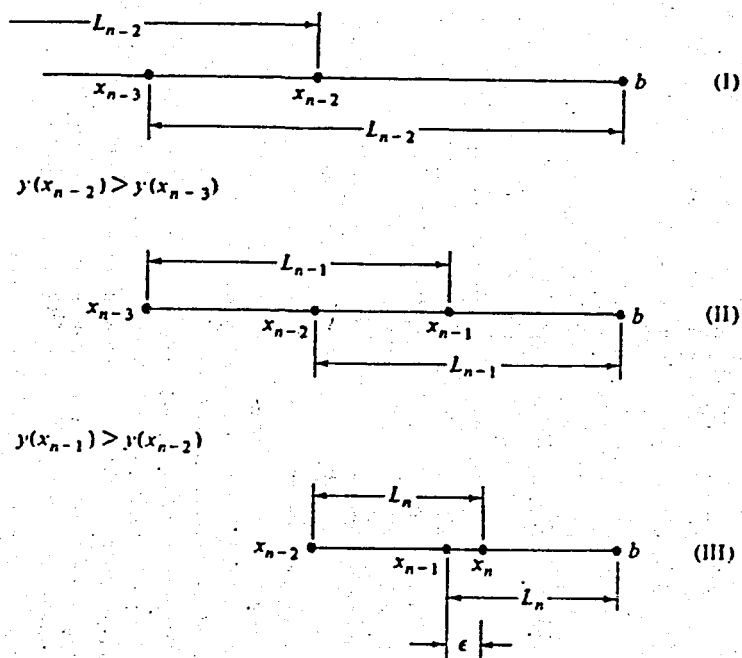 L_{n-2}
x_{n-3} x_{n-2} b (I)
L_{n-2}
y(x_{n-2}) > y(x_{n-3})
L_{n-1}
x_{n-3} x_{n-2} x_{n-1} b (II)
L_{n-1}
y(x_{n-1}) > y(x_{n-2})
L_n
x_{n-2} x_{n-1} x_n b (III)
L_n
ϵ